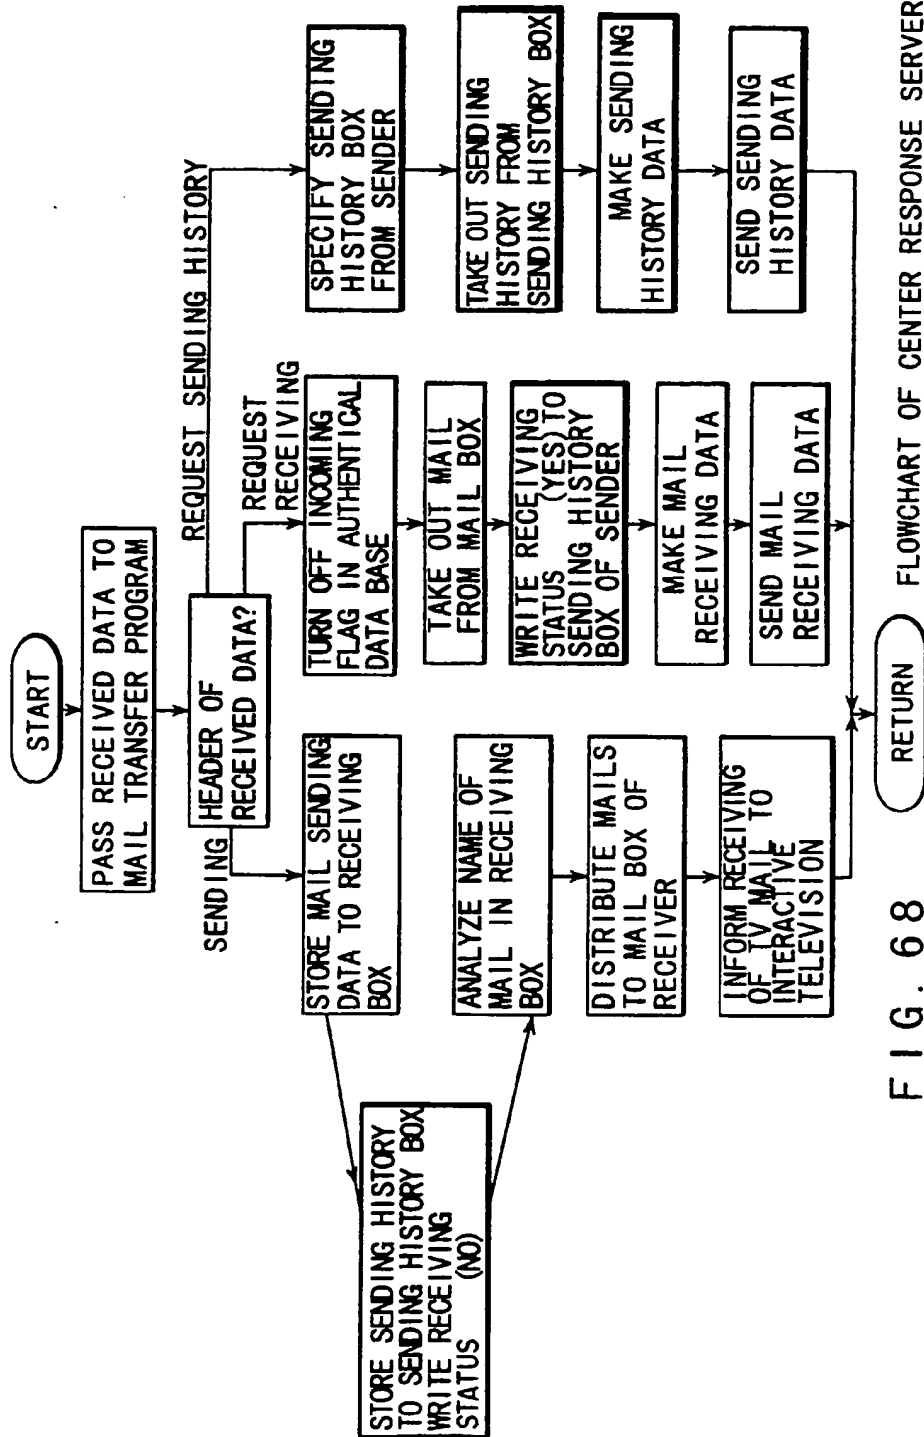 START
PASS RECEIVED DATA TO
MAIL TRANSFER PROGRAM
HEADER OF
RECEIVED DATA?
SENDING
REQUEST
RECEIVING
REQUEST SENDING HISTORY
STORE MAIL SENDING
DATA TO RECEIVING
BOX
STORE SENDING HISTORY
TO SENDING HISTORY BOX
WRITE RECEIVING
STATUS (NO)
ANALYZE NAME OF
MAIL IN RECEIVING
BOX
DISTRIBUTE MAILS
TO MAIL BOX OF
RECEIVER
INFORM RECEIVING
OF TV MAIL TO
INTERACTIVE
TELEVISION
TURN OFF INCOMING
FLAG IN AUTHENTICAL
DATA BASE
TAKE OUT MAIL
FROM MAIL BOX
WRITE RECEIVING
STATUS (YES) TO
SENDING HISTORY
BOX OF SENDER
MAKE MAIL
RECEIVING DATA
SEND MAIL
RECEIVING DATA
SPECIFY SENDING
HISTORY BOX
FROM SENDER
TAKE OUT SENDING
HISTORY FROM
SENDING HISTORY BOX
MAKE SENDING
HISTORY DATA
SEND SENDING
HISTORY DATA
RETURN
FIG. 68 FLOWCHART OF CENTER RESPONSE SERVER